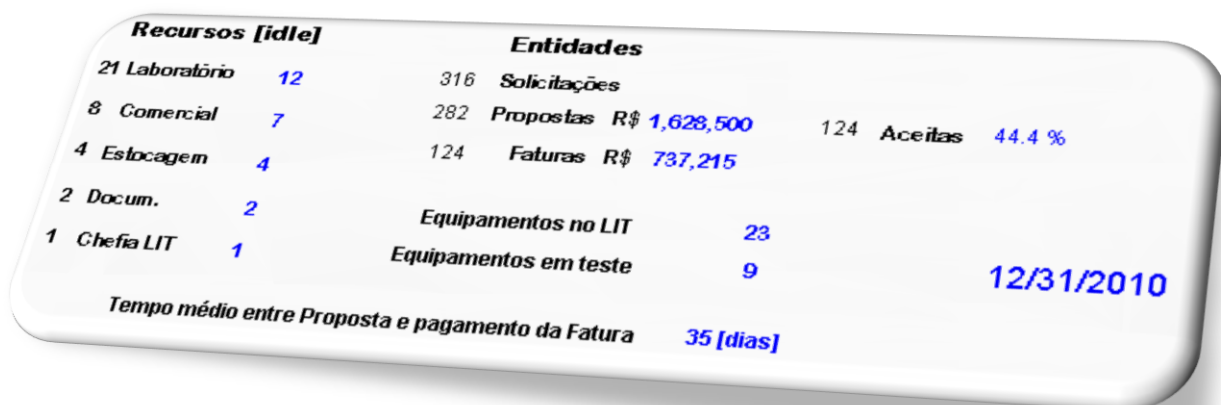 Recursos [idle]
21 Laboratório 12
8 Comercial 7
4 Estocagem 4
2 Docum. 2
1 Chefia LIT 1
Entidades
316 Solicitações
282 Propostas R$ 1,628,500 124 Aceitas 44.4 %
124 Faturas R$ 737,215
Equipamentos no LIT 23
Equipamentos em teste 9
12/31/2010
Tempo médio entre Proposta e pagamento da Fatura 35 [dias]